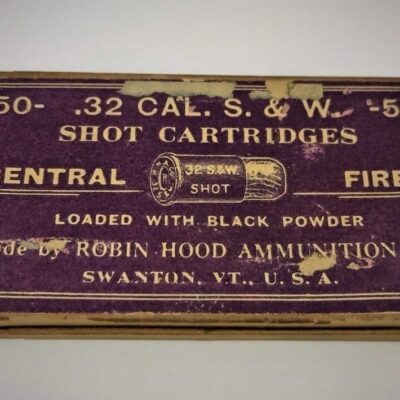 50- .32 CAL. S. & W. -5
SHOT CARTRIDGES
ENTRAL 32 S.&W. SHOT FIRE
LOADED WITH BLACK POWDER
de by ROBIN HOOD AMMUNITION
SWANTON, VT., U. S. A.